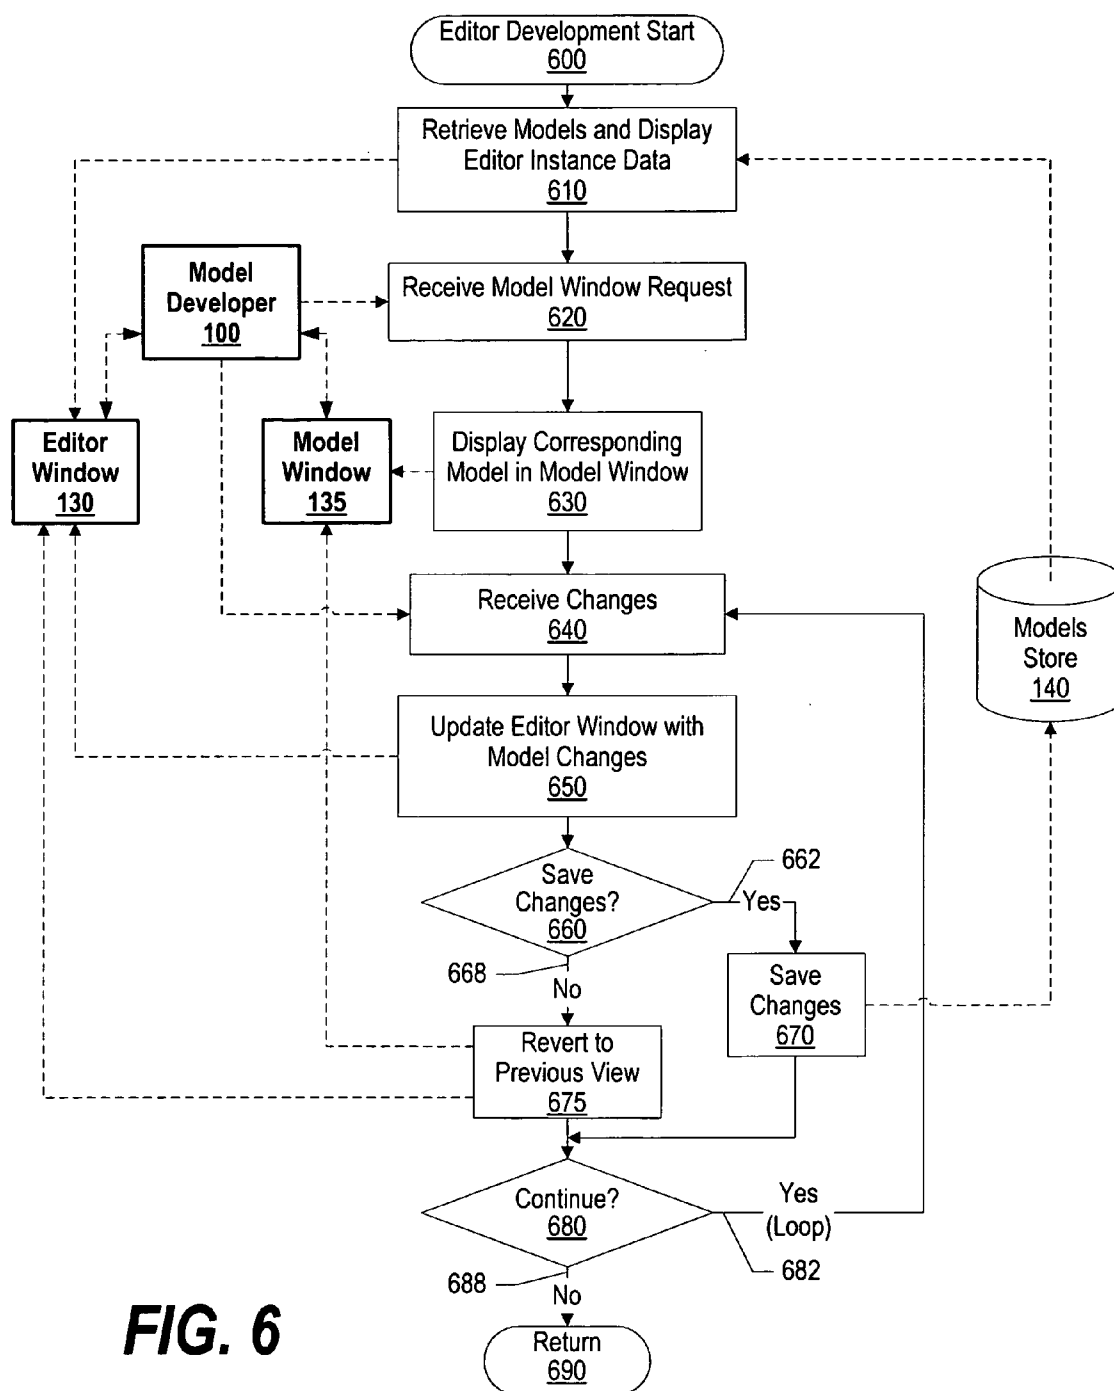 Editor Development Start
600
Retrieve Models and Display
Editor Instance Data
610
Model
Developer
100
Receive Model Window Request
620
Editor
Window
130
Model
Window
135
Display Corresponding
Model in Model Window
630
Receive Changes
640
Models
Store
140
Update Editor Window with
Model Changes
650
Save
Changes?
660
662
Yes
668
No
Save
Changes
670
Revert to
Previous View
675
Continue?
680
Yes
(Loop)
682
688
No
Return
690
FIG. 6